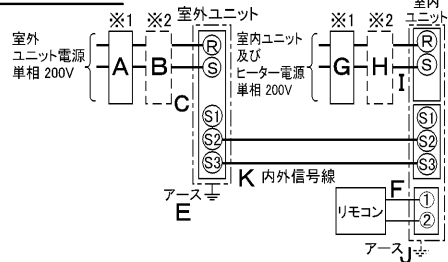 ※1 ※2 室外ユニット
室外
ユニット電源
単相 200V
A
B
C
R
S
S1
S2
S3
アース
E
※1 ※2
室内ユニット
及び
ヒーター電源
単相 200V
G
H
I
室内
ユニット
R
S
S1
S2
S3
K 内外信号線
F
リモコン
①
②
アース
J